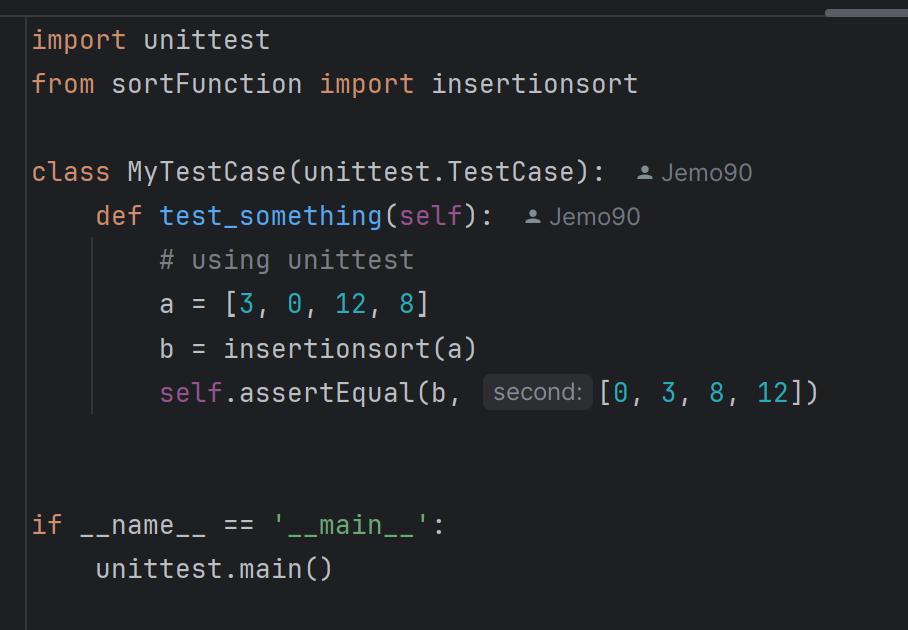 import unittest
from sortFunction import insertionsort
class MyTestCase(unittest.TestCase): Jemo90
def test_something(self): Jemo90
# using unittest
a = [3, 0, 12, 8]
b = insertionsort(a)
self.assertEqual(b, second: [0, 3, 8, 12])
if __name__ == '__main__':
unittest.main()